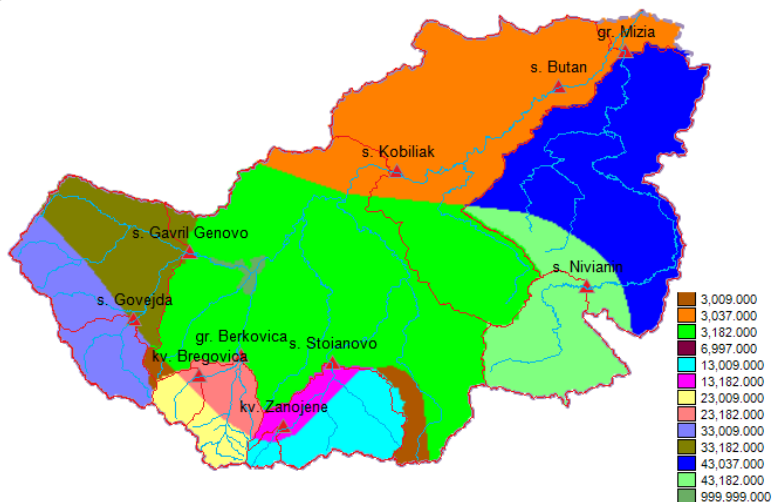 gr. Mizia
s. Butan
s. Kobiliak
s. Gavril Genovo
s. Niviann
s. Govejda
gr. Berkovica
s. Stoianovo
kv. Bregovica
kv. Zanojene
3,009.000
3,037.000
3,182.000
6,997.000
13,009.000
13,182.000
23,009.000
23,182.000
33,009.000
33,182.000
43,037.000
43,182.000
999,999.000